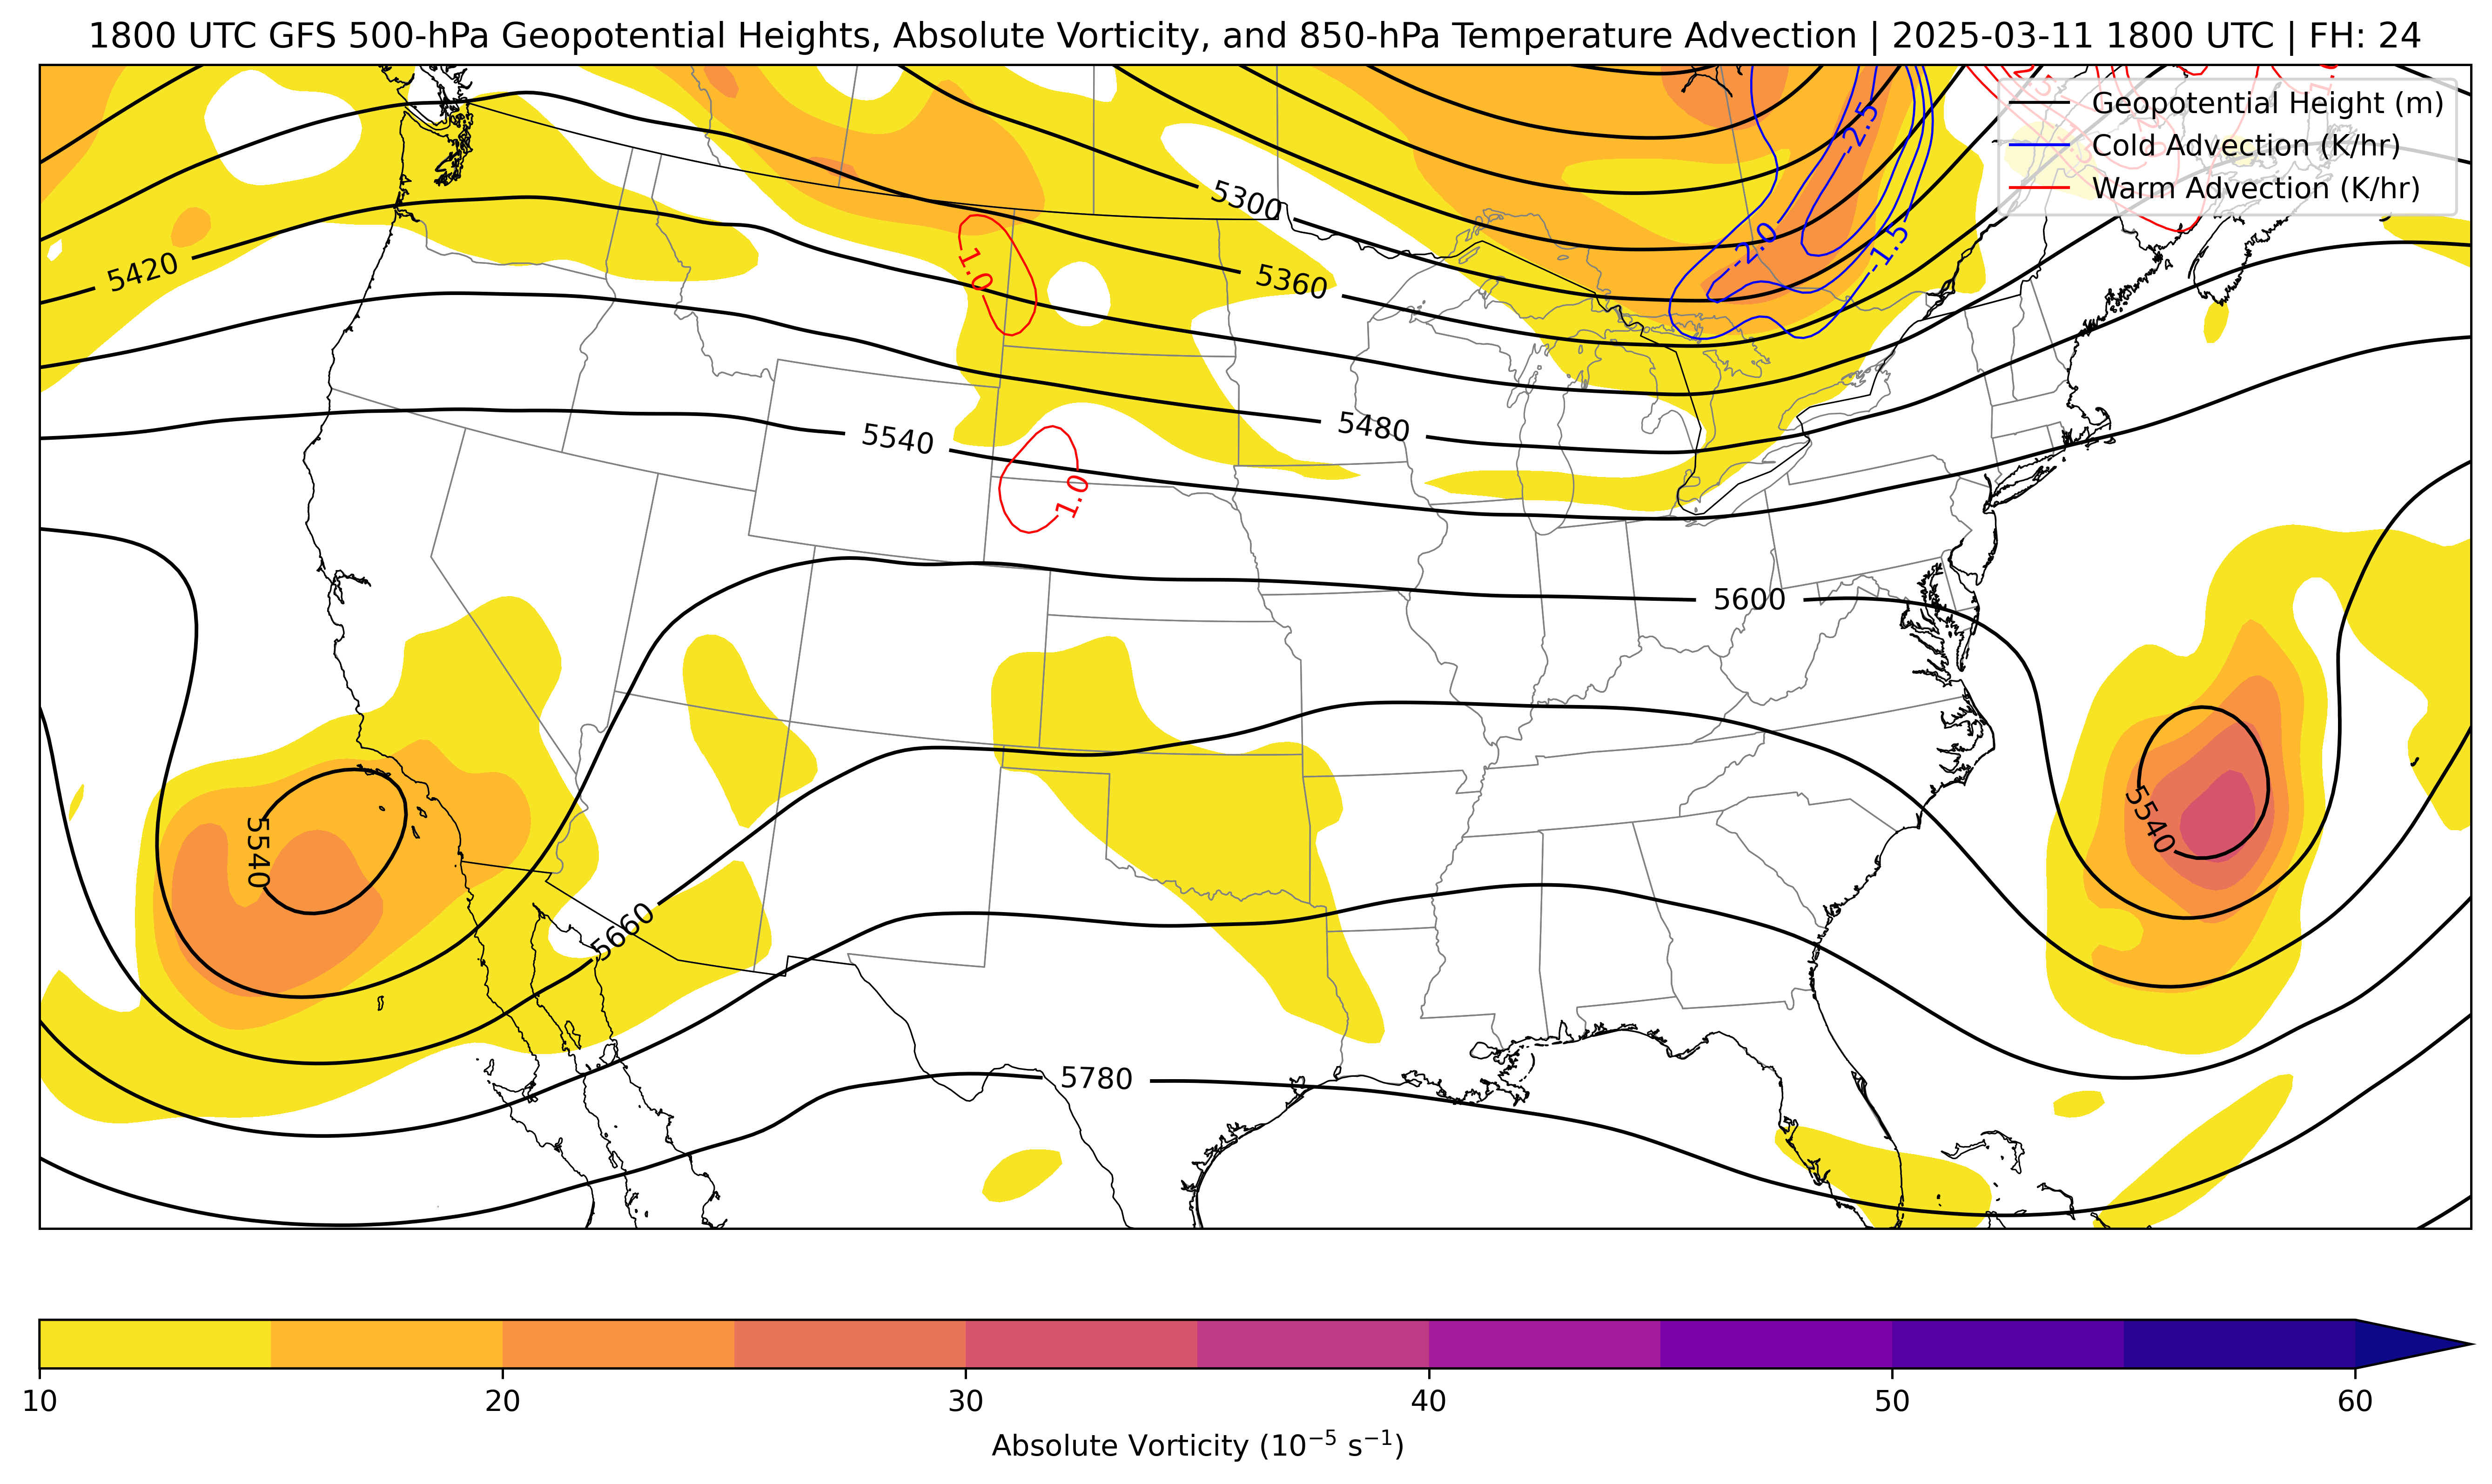 1800 UTC GFS 500-hPa Geopotential Heights, Absolute Vorticity, and 850-hPa Temperature Advection | 2025-03-11 1800 UTC | FH: 24
Geopotential Height (m)
Cold Advection (K/hr)
Warm Advection (K/hr)
-2.5
5300
5420
1.0
5360
-2.0
-1.5
5540
5480
1.0
5600
5540
5540
5660
5780
10 20 30 40 50 60
Absolute Vorticity (10⁻⁵ s⁻¹)